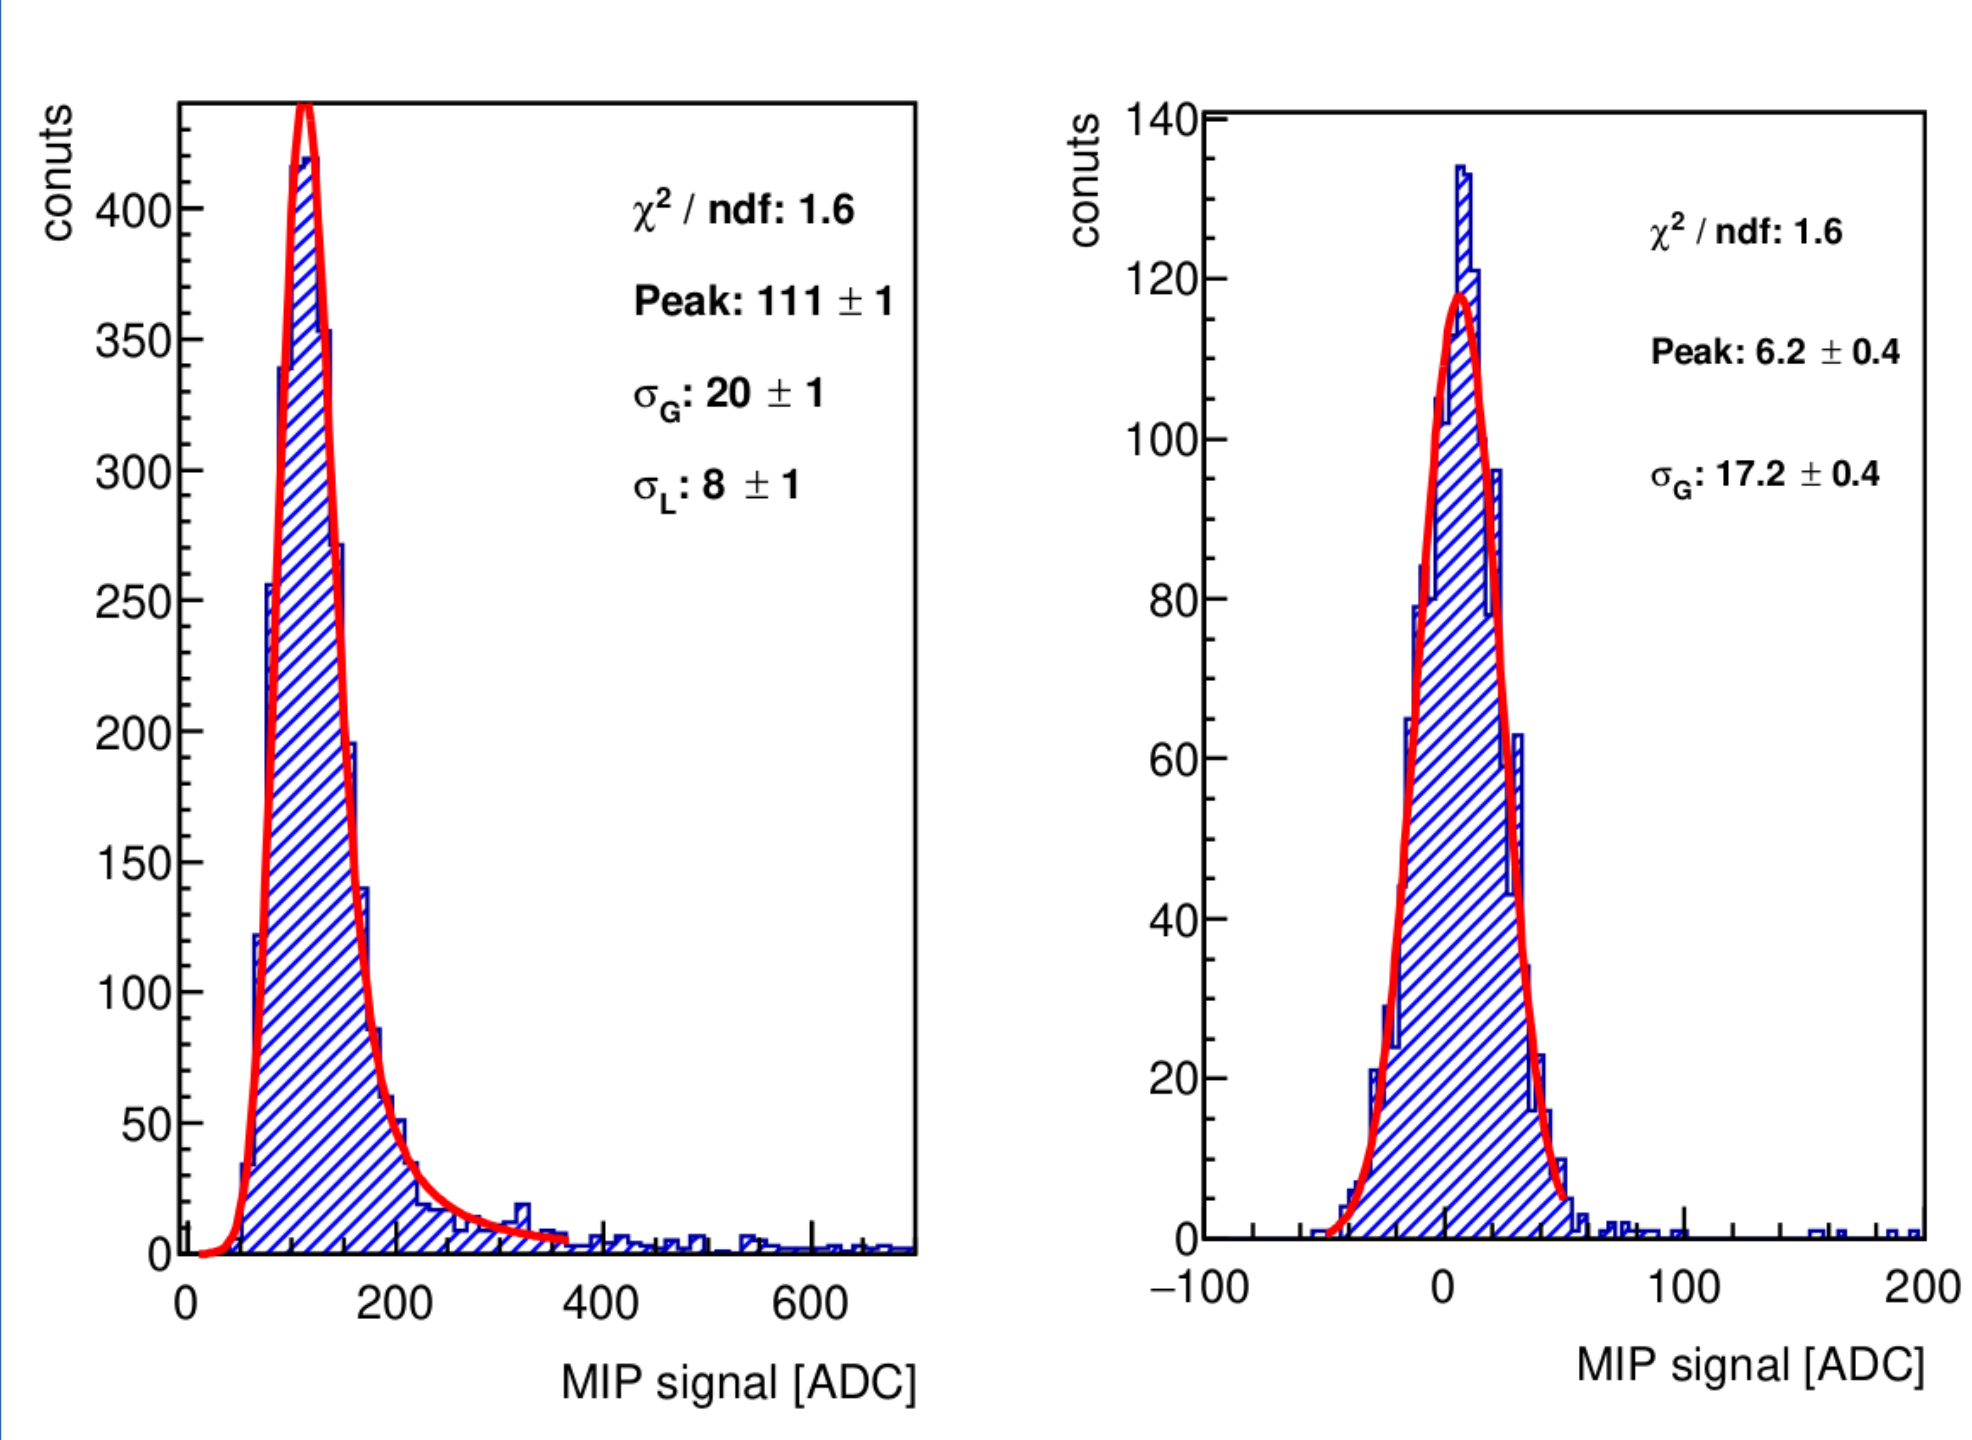 conuts
400
350
300
250
200
150
100
50
0
0 200 400 600
MIP signal [ADC]
χ² / ndf: 1.6
Peak: 111 ± 1
σG: 20 ± 1
σL: 8 ± 1
conuts
140
120
100
80
60
40
20
0
−100 0 100 200
MIP signal [ADC]
χ² / ndf: 1.6
Peak: 6.2 ± 0.4
σG: 17.2 ± 0.4